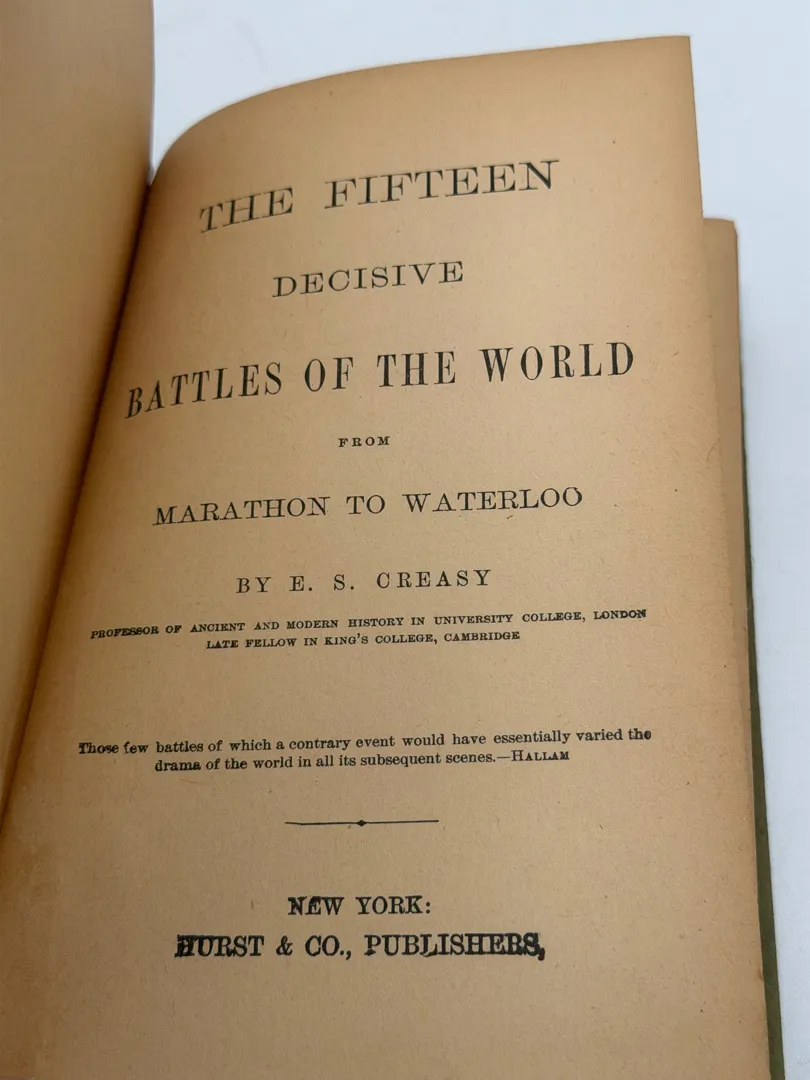 THE FIFTEEN
DECISIVE
BATTLES OF THE WORLD
FROM
MARATHON TO WATERLOO
BY E. S. CREASY
PROFESSOR OF ANCIENT AND MODERN HISTORY IN UNIVERSITY COLLEGE, LONDON
LATE FELLOW IN KING'S COLLEGE, CAMBRIDGE
Those few battles of which a contrary event would have essentially varied the
drama of the world in all its subsequent scenes.—HALLAM
NEW YORK:
HURST & CO., PUBLISHERS,